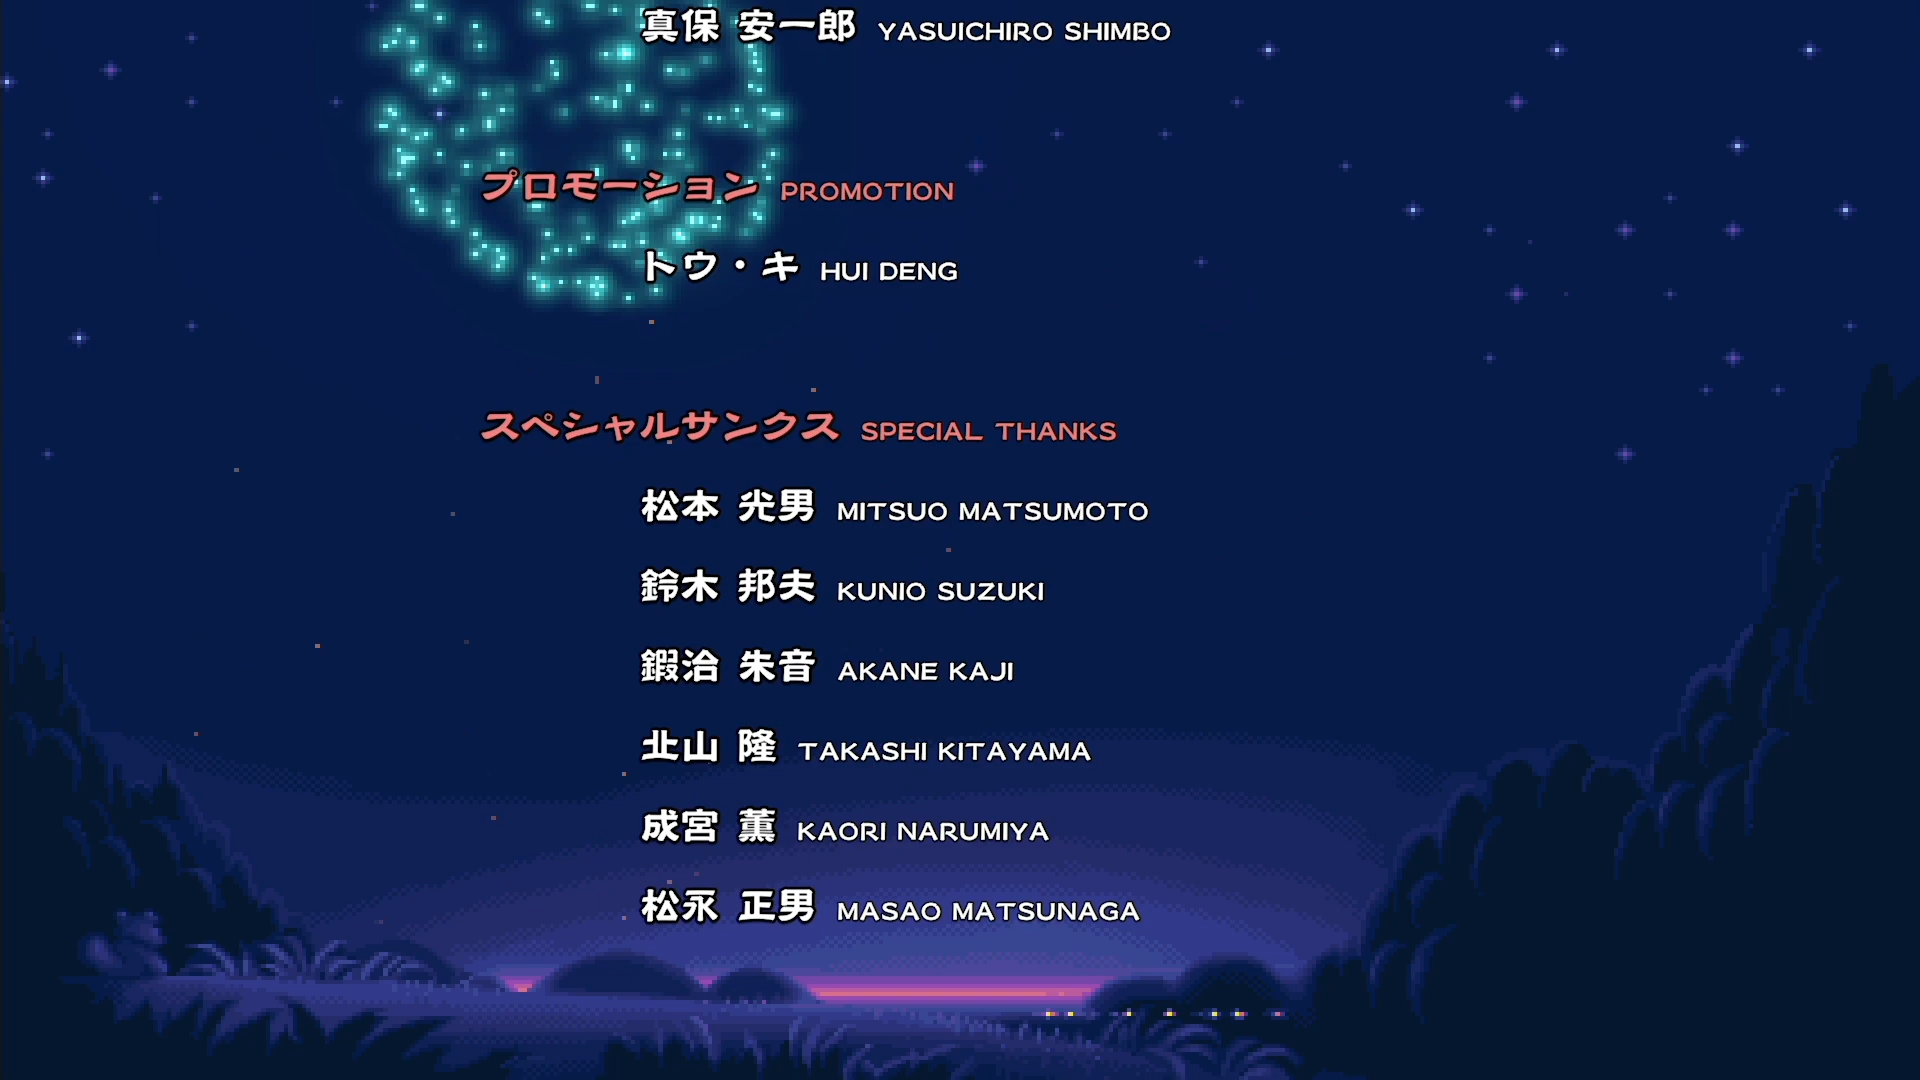 真保 安一郎 YASUICHIRO SHIMBO
プロモーション PROMOTION
トウ・キ HUI DENG
スペシャルサンクス SPECIAL THANKS
松本 光男 MITSUO MATSUMOTO
鈴木 邦夫 KUNIO SUZUKI
鍜治 朱音 AKANE KAJI
北山 隆 TAKASHI KITAYAMA
成宮 薫 KAORI NARUMIYA
松永 正男 MASAO MATSUNAGA